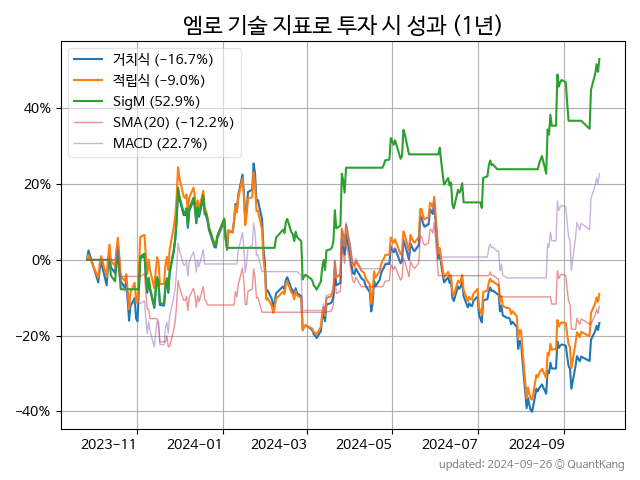 엠로 기술 지표로 투자 시 성과 (1년)
거치식 (−16.7%)
적립식 (−9.0%)
SigM (52.9%)
SMA(20) (−12.2%)
MACD (22.7%)
40%
20%
0%
−20%
−40%
2023-11 2024-01 2024-03 2024-05 2024-07 2024-09
updated: 2024-09-26 © QuantKang